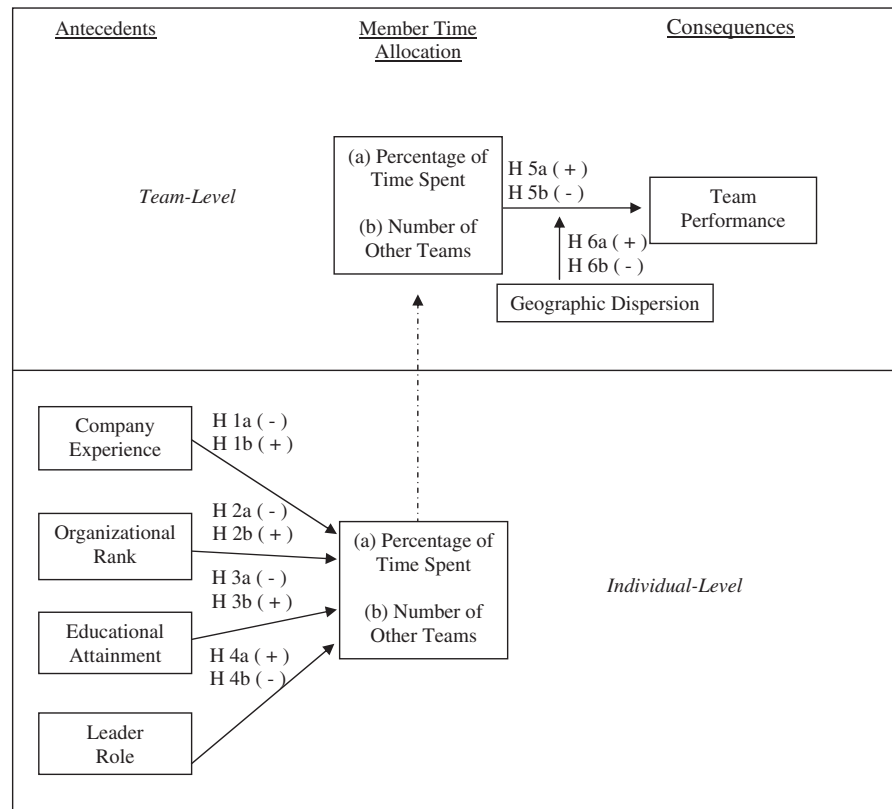 Antecedents
Member Time
Allocation
Consequences
Team-Level
(a) Percentage of
Time Spent
(b) Number of
Other Teams
H 5a ( + )
H 5b ( - )
Team
Performance
H 6a ( + )
H 6b ( - )
Geographic Dispersion
Company
Experience
H 1a ( - )
H 1b ( + )
Organizational
Rank
H 2a ( - )
H 2b ( + )
H 3a ( - )
H 3b ( + )
Educational
Attainment
H 4a ( + )
H 4b ( - )
Leader
Role
(a) Percentage of
Time Spent
(b) Number of
Other Teams
Individual-Level